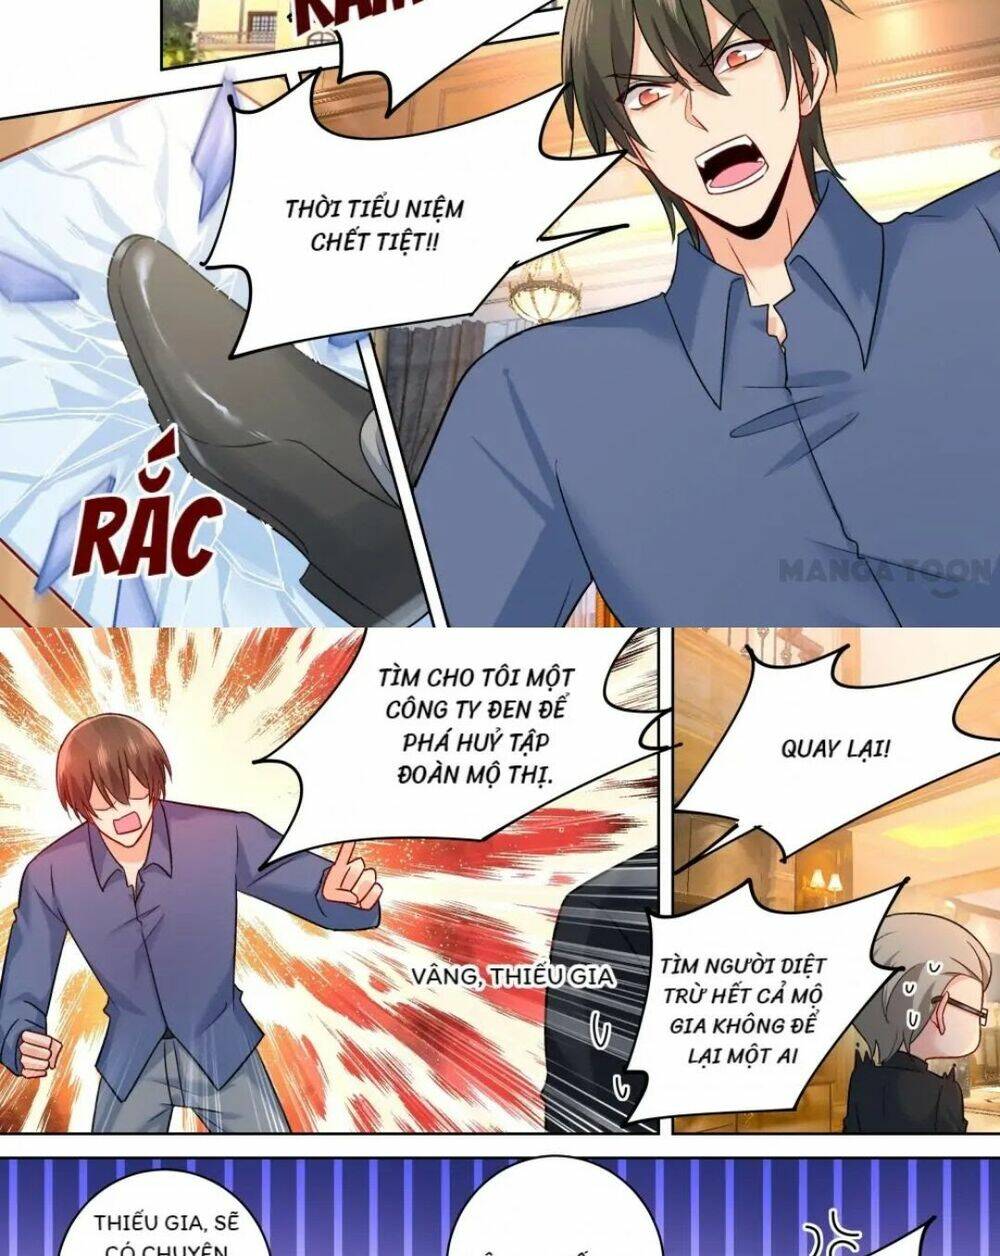 THỜI TIỂU NIỆM
CHẾT TIỆT!!
RẮC
MANGA TOON
TÌM CHO TÔI MỘT
CÔNG TY ĐEN ĐỂ
PHÁ HUỶ TẬP
ĐOÀN MỘ THỊ.
QUAY LẠI!
VÂNG, THIẾU GIA
TÌM NGƯỜI DIỆT
TRỪ HẾT CẢ MỘ
GIA KHÔNG ĐỂ
LẠI MỘT AI
THIẾU GIA, SẼ
CÓ CHUYỆN